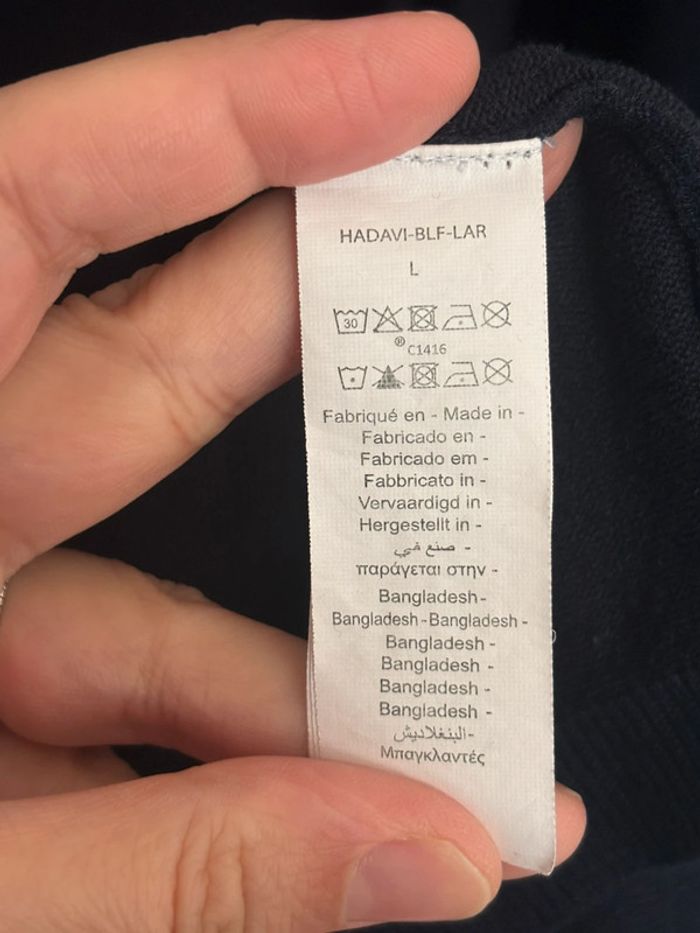 HADAVI-BLF-LAR
L
30
® C1416
Fabriqué en - Made in -
Fabricado en -
Fabricado em -
Fabbricato in -
Vervaardigd in -
Hergestellt in -
صنع في -
παράγεται στην -
Bangladesh-
Bangladesh-Bangladesh -
Bangladesh -
Bangladesh -
Bangladesh -
Bangladesh -
البنغلاديش-
Μπαγκλαντές